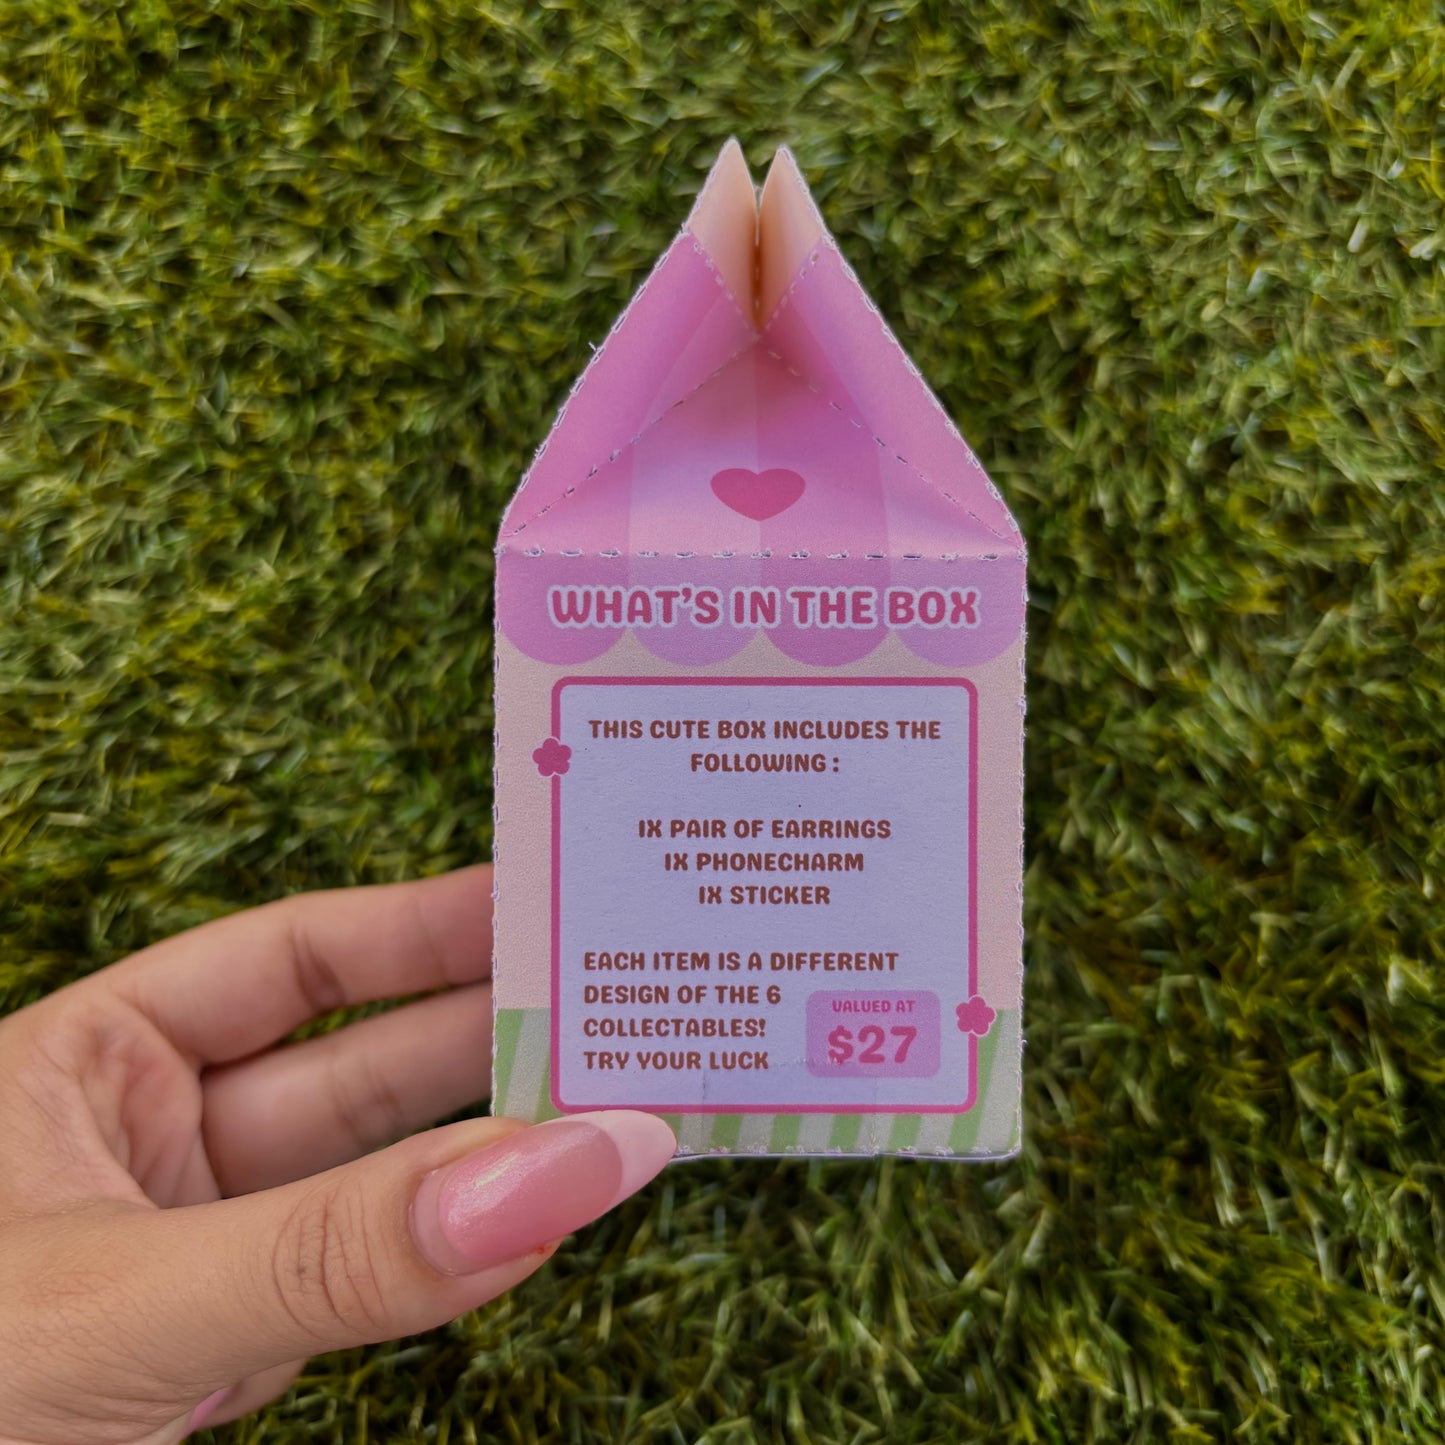 WHAT'S IN THE BOX
THIS CUTE BOX INCLUDES THE
FOLLOWING :
1X PAIR OF EARRINGS
1X PHONECHARM
1X STICKER
EACH ITEM IS A DIFFERENT
DESIGN OF THE 6
COLLECTABLES!
TRY YOUR LUCK
VALUED AT
$27